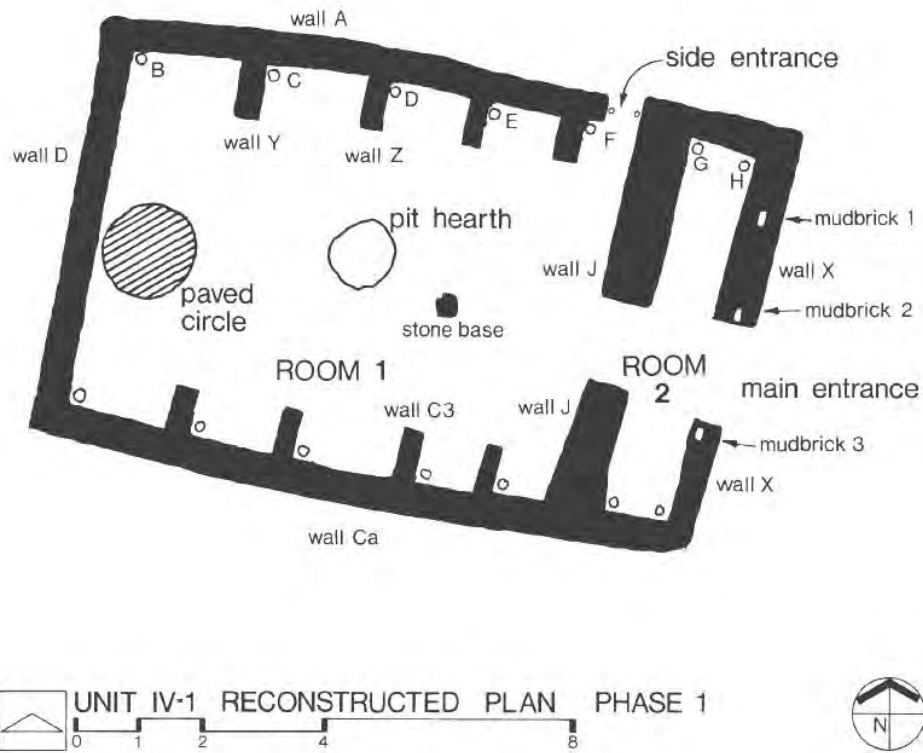 wall A
side entrance
B
C
D
E
F
G
H
wall D
wall Y
wall Z
mudbrick 1
pit hearth
wall J
wall X
paved
circle
mudbrick 2
stone base
ROOM 1
ROOM
2
main entrance
wall C3
wall J
mudbrick 3
wall X
wall Ca
UNIT IV-1 RECONSTRUCTED PLAN PHASE 1
0 1 2 4 8
N